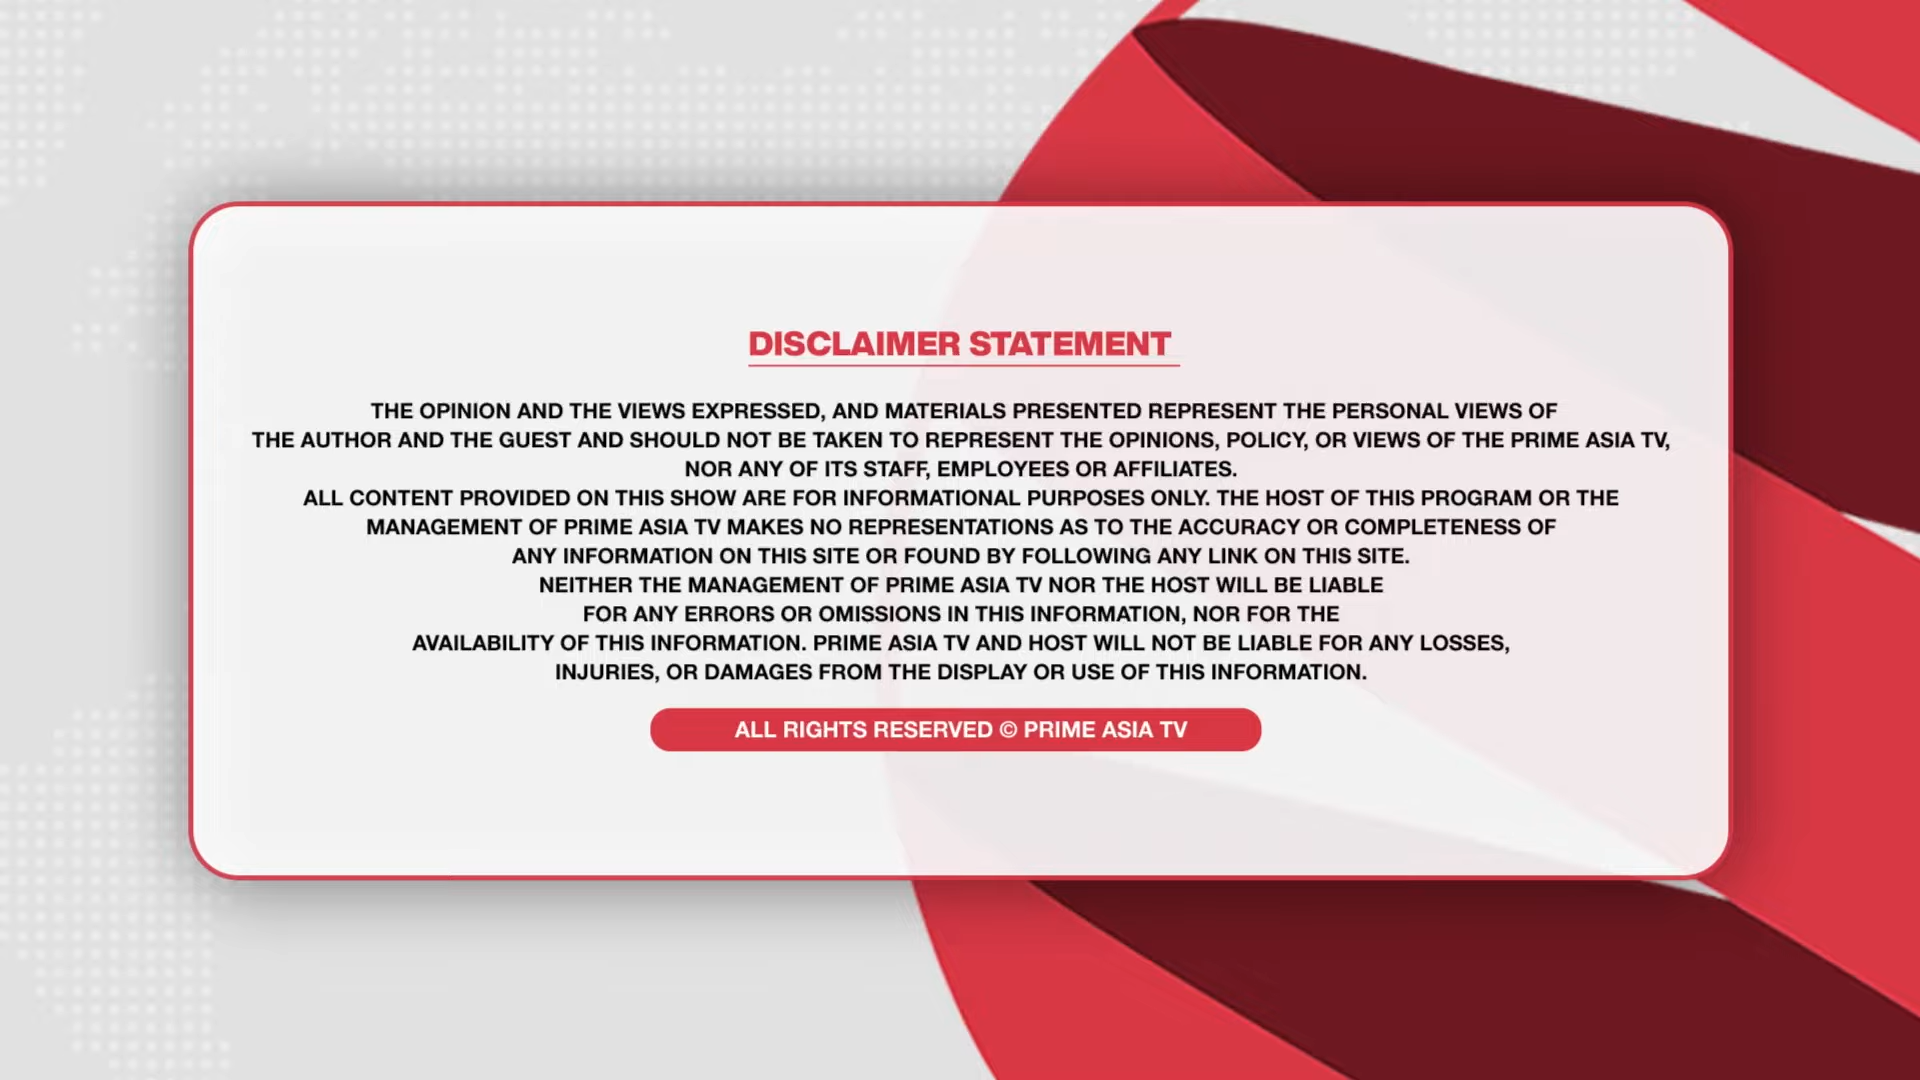 DISCLAIMER STATEMENT
THE OPINION AND THE VIEWS EXPRESSED, AND MATERIALS PRESENTED REPRESENT THE PERSONAL VIEWS OF
THE AUTHOR AND THE GUEST AND SHOULD NOT BE TAKEN TO REPRESENT THE OPINIONS, POLICY, OR VIEWS OF THE PRIME ASIA TV,
NOR ANY OF ITS STAFF, EMPLOYEES OR AFFILIATES.
ALL CONTENT PROVIDED ON THIS SHOW ARE FOR INFORMATIONAL PURPOSES ONLY. THE HOST OF THIS PROGRAM OR THE
MANAGEMENT OF PRIME ASIA TV MAKES NO REPRESENTATIONS AS TO THE ACCURACY OR COMPLETENESS OF
ANY INFORMATION ON THIS SITE OR FOUND BY FOLLOWING ANY LINK ON THIS SITE.
NEITHER THE MANAGEMENT OF PRIME ASIA TV NOR THE HOST WILL BE LIABLE
FOR ANY ERRORS OR OMISSIONS IN THIS INFORMATION, NOR FOR THE
AVAILABILITY OF THIS INFORMATION. PRIME ASIA TV AND HOST WILL NOT BE LIABLE FOR ANY LOSSES,
INJURIES, OR DAMAGES FROM THE DISPLAY OR USE OF THIS INFORMATION.
ALL RIGHTS RESERVED © PRIME ASIA TV